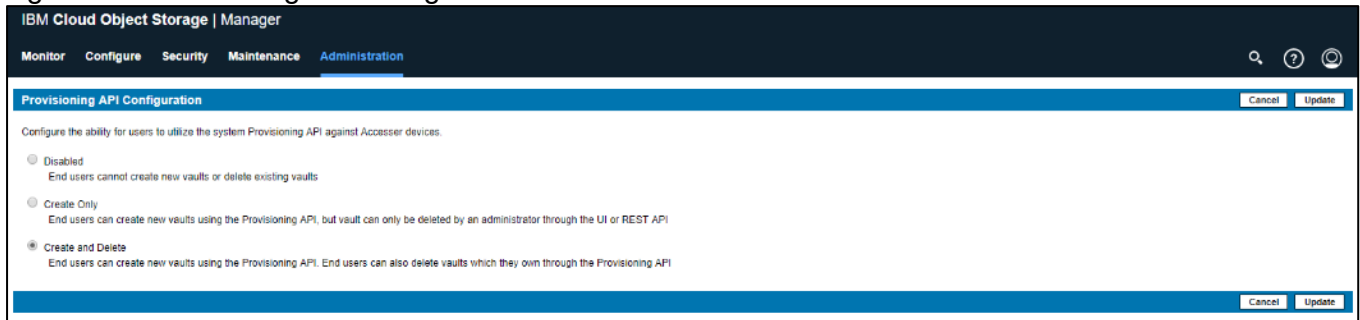 IBM Cloud Object Storage | Manager
Monitor Configure Security Maintenance Administration
Provisioning API Configuration Cancel Update
Configure the ability for users to utilize the system Provisioning API against Accesser devices.
Disabled
End users cannot create new vaults or delete existing vaults
Create Only
End users can create new vaults using the Provisioning API, but vault can only be deleted by an administrator through the UI or REST API
Create and Delete
End users can create new vaults using the Provisioning API. End users can also delete vaults which they own through the Provisioning API
Cancel Update